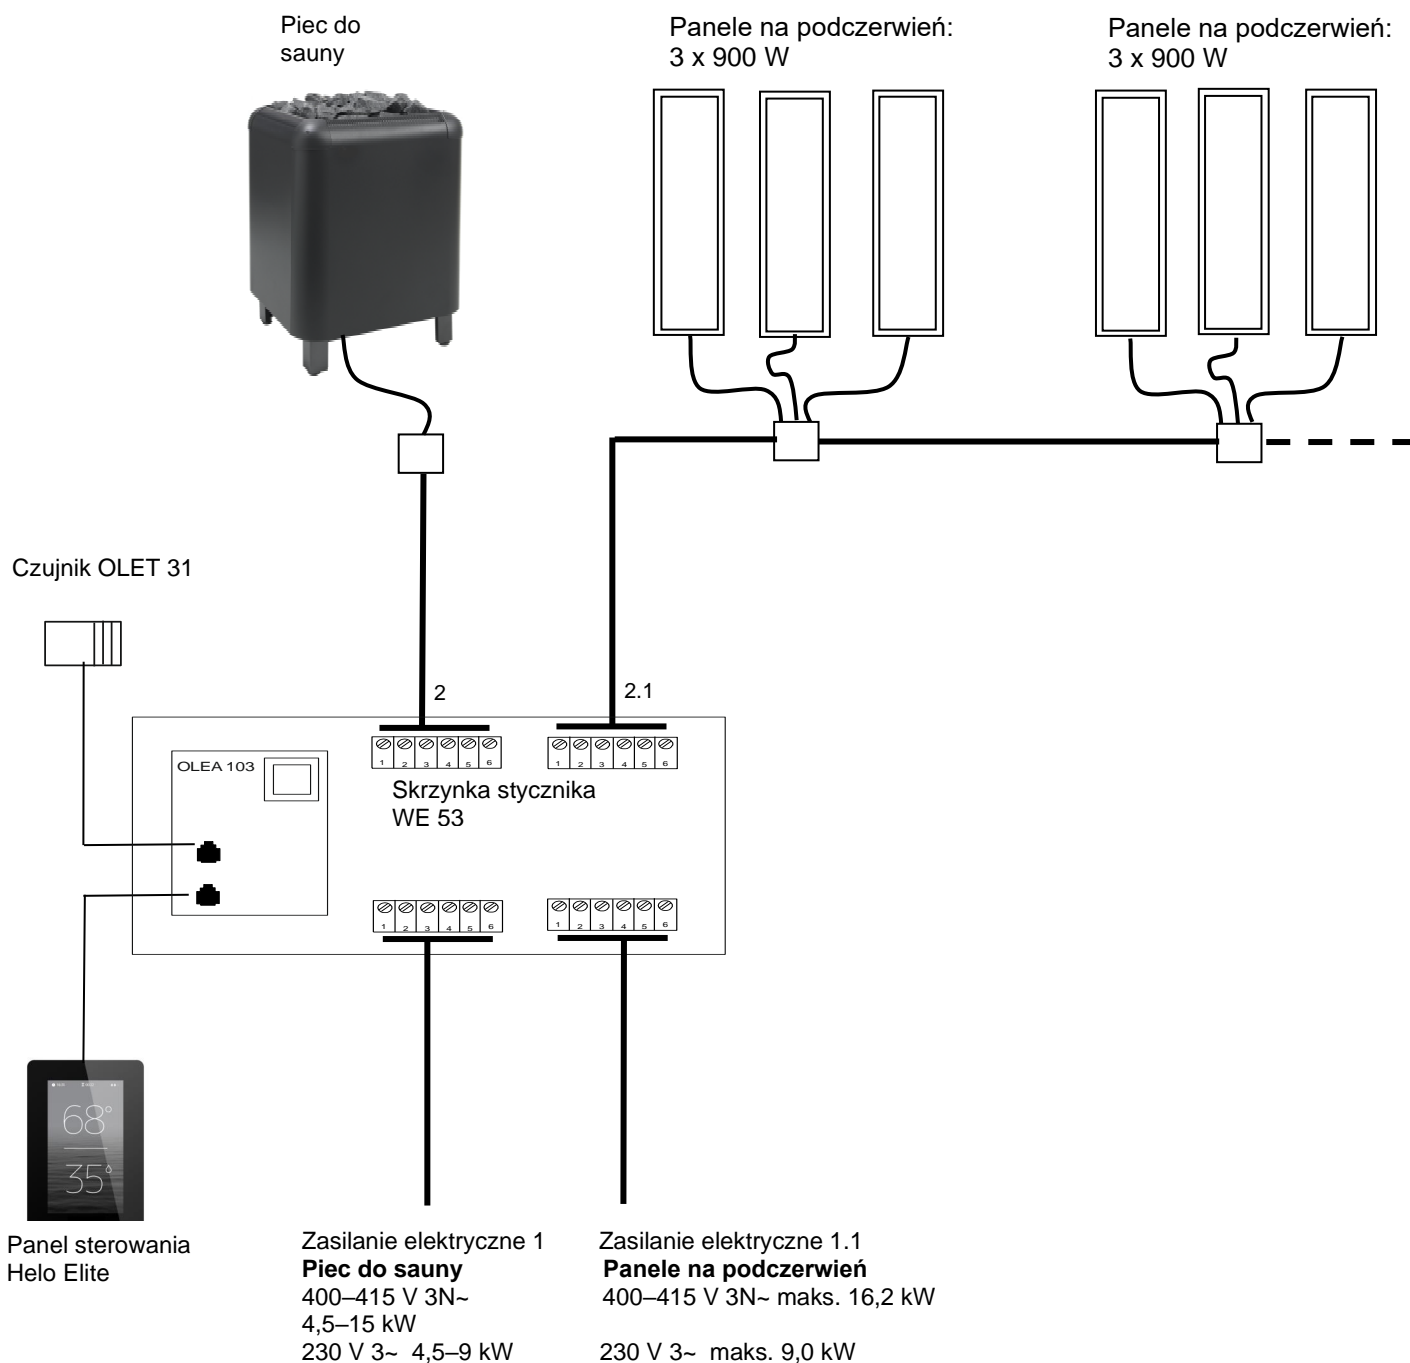 Piec do
sauny
Panele na podczerwień:
3 x 900 W
Panele na podczerwień:
3 x 900 W
Czujnik OLET 31
2
2.1
OLEA 103
1 2 3 4 5 6
1 2 3 4 5 6
Skrzynka stycznika
WE 53
1 2 3 4 5 6
1 2 3 4 5 6
68°
35
Panel sterowania
Helo Elite
Zasilanie elektryczne 1
Piec do sauny
400–415 V 3N~
4,5–15 kW
230 V 3~ 4,5–9 kW
Zasilanie elektryczne 1.1
Panele na podczerwień
400–415 V 3N~ maks. 16,2 kW
230 V 3~ maks. 9,0 kW